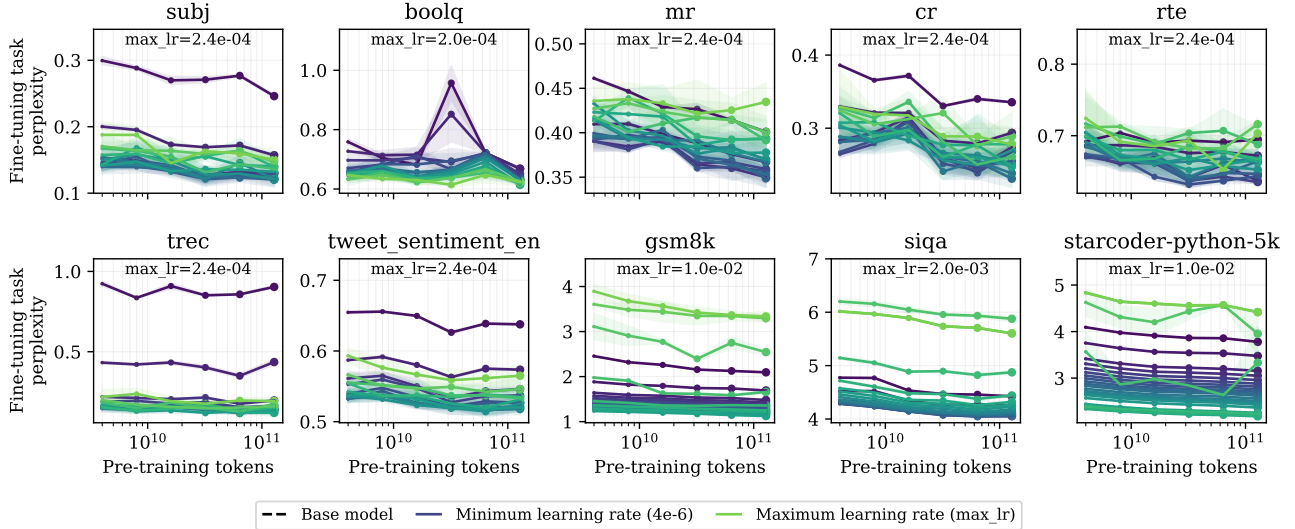 subj
boolq
mr
cr
rte
max_lr=2.4e-04
max_lr=2.0e-04
max_lr=2.4e-04
max_lr=2.4e-04
max_lr=2.4e-04
Fine-tuning task
perplexity
0.3
0.2
0.1
1.0
0.8
0.6
0.50
0.45
0.40
0.35
0.4
0.3
0.8
0.7
trec
tweet_sentiment_en
gsm8k
siqa
starcoder-python-5k
max_lr=2.4e-04
max_lr=2.4e-04
max_lr=1.0e-02
max_lr=2.0e-03
max_lr=1.0e-02
Fine-tuning task
perplexity
1.0
0.5
0.7
0.6
0.5
4
3
2
1
7
6
5
4
5
4
3
10^10
10^11
10^10
10^11
10^10
10^11
10^10
10^11
10^10
10^11
Pre-training tokens
Pre-training tokens
Pre-training tokens
Pre-training tokens
Pre-training tokens
Base model
Minimum learning rate (4e-6)
Maximum learning rate (max_lr)